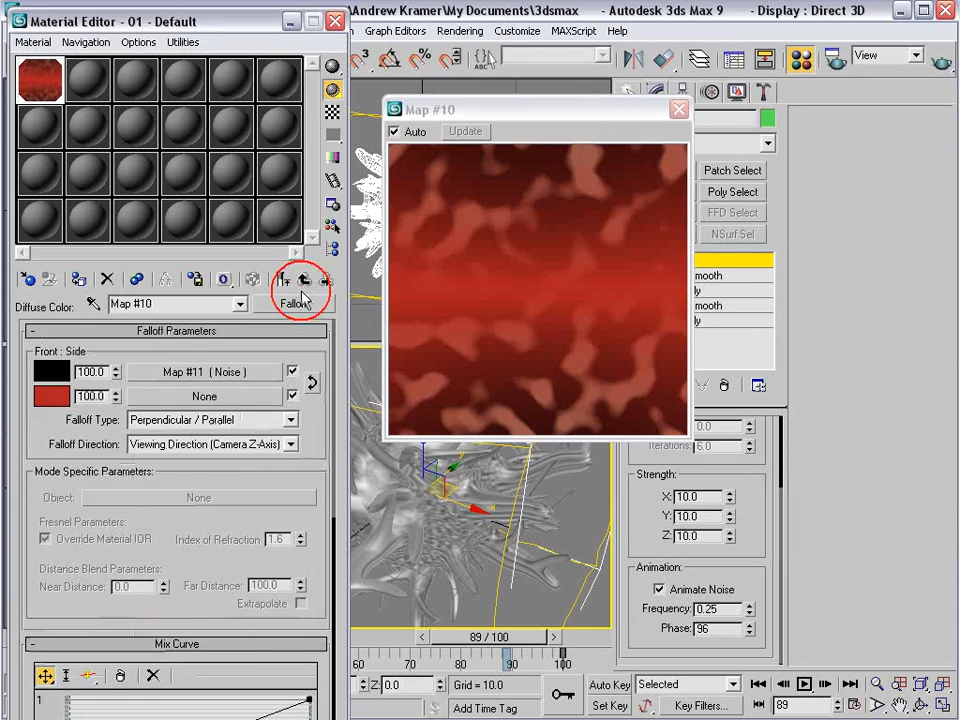 Material Editor - 01 - Default
Andrew Kramer\My Documents\3dsmax - Autodesk 3ds Max 9 - Display : Direct 3D
Material Navigation Options Utilities
Graph Editors Rendering Customize MAXScript Help
3
%
ABC
View
Map #10
Auto Update
Patch Select
Poly Select
FFD Select
NSurf Sel
mooth
ly
mooth
ly
Diffuse Color: Map #10 Falloff
Falloff Parameters
Front : Side
100.0 Map #11 ( Noise )
100.0 None
Falloff Type: Perpendicular / Parallel
Falloff Direction: Viewing Direction (Camera Z-Axis)
Mode Specific Parameters:
Object: None
Fresnel Parameters:
Override Material IOR Index of Refraction 1.6
Distance Blend Parameters:
Near Distance: 0.0 Far Distance: 100.0
Extrapolate
Mix Curve
1
Iterations: 6.0
Strength:
X: 10.0
Y: 10.0
Z: 10.0
Animation:
Animate Noise
Frequency: 0.25
Phase: 96
x
< 89 / 100 >
60 70 80 90 100
Z: 0.0 Grid = 10.0 Auto Key Selected
Add Time Tag Set Key Key Filters... 89